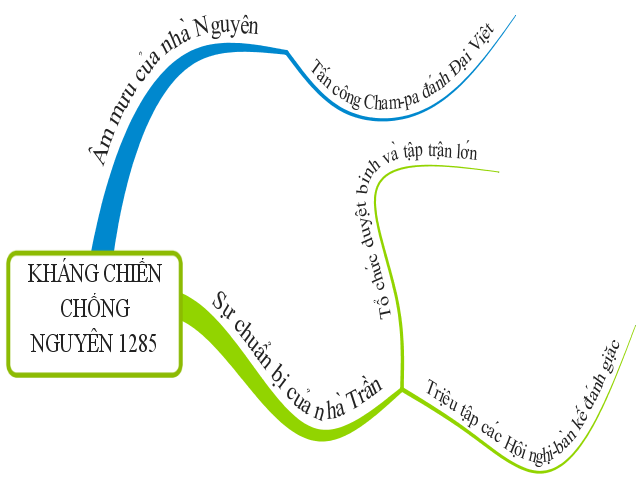 Âm mưu của nhà Nguyên
Tấn công Cham-pa đánh Đại Việt
KHÁNG CHIẾN
CHỐNG
NGUYÊN 1285
Sự chuẩn bị của nhà Trần
Tổ chức duyệt binh và tập trận lớn
Triệu tập các Hội nghị-bàn kế đánh giặc